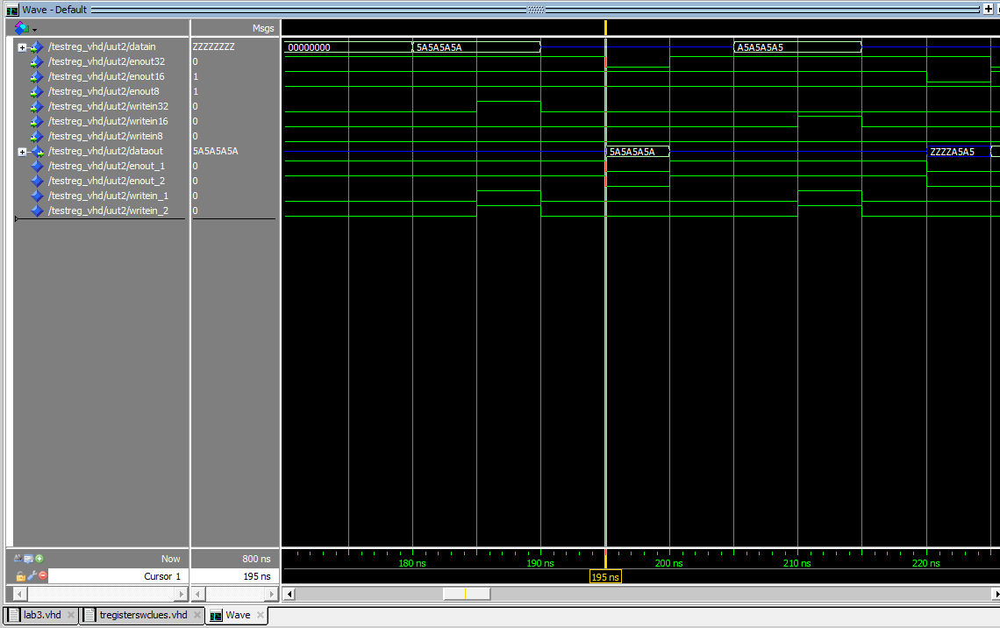 Wave - Default
Msgs
/testreg_vhd/uut2/datain ZZZZZZZZ 00000000 5A5A5A5A A5A5A5A5
/testreg_vhd/uut2/enout32 0
/testreg_vhd/uut2/enout16 1
/testreg_vhd/uut2/enout8 1
/testreg_vhd/uut2/writein32 0
/testreg_vhd/uut2/writein16 0
/testreg_vhd/uut2/writein8 0
/testreg_vhd/uut2/dataout 5A5A5A5A 5A5A5A5A ZZZZA5A5
/testreg_vhd/uut2/enout_1 0
/testreg_vhd/uut2/enout_2 0
/testreg_vhd/uut2/writein_1 0
/testreg_vhd/uut2/writein_2 0
Now 800 ns 180 ns 190 ns 200 ns 210 ns 220 ns
Cursor 1 195 ns 195 ns
lab3.vhd tregisterswclues.vhd Wave